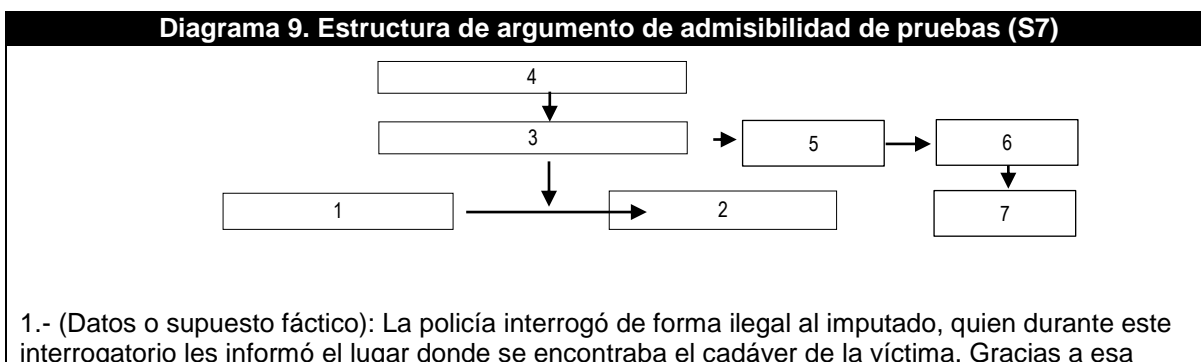 Diagrama 9. Estructura de argumento de admisibilidad de pruebas (S7)
4
3
5
6
1
2
7
1.- (Datos o supuesto fáctico): La policía interrogó de forma ilegal al imputado, quien durante este
interrogatorio les informó el lugar donde se encontraba el cadáver de la víctima. Gracias a esa